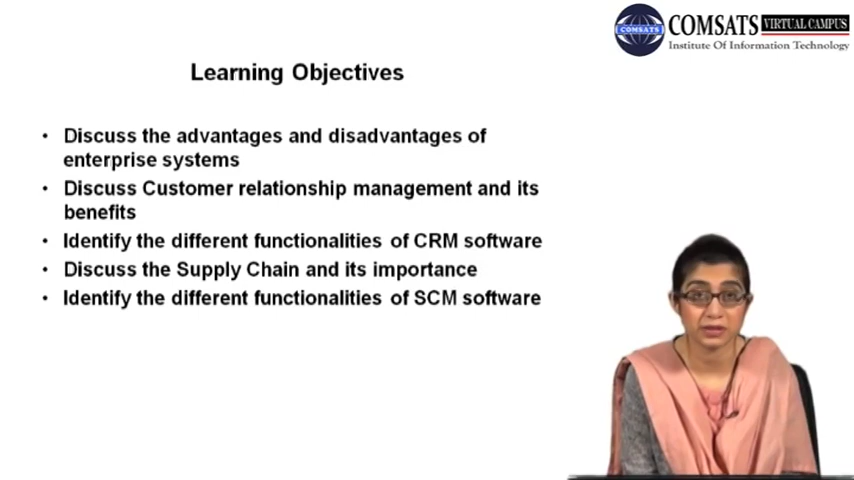 COMSATS VIRTUAL CAMPUS
COMSATS Institute Of Information Technology
Learning Objectives
• Discuss the advantages and disadvantages of
enterprise systems
• Discuss Customer relationship management and its
benefits
• Identify the different functionalities of CRM software
• Discuss the Supply Chain and its importance
• Identify the different functionalities of SCM software